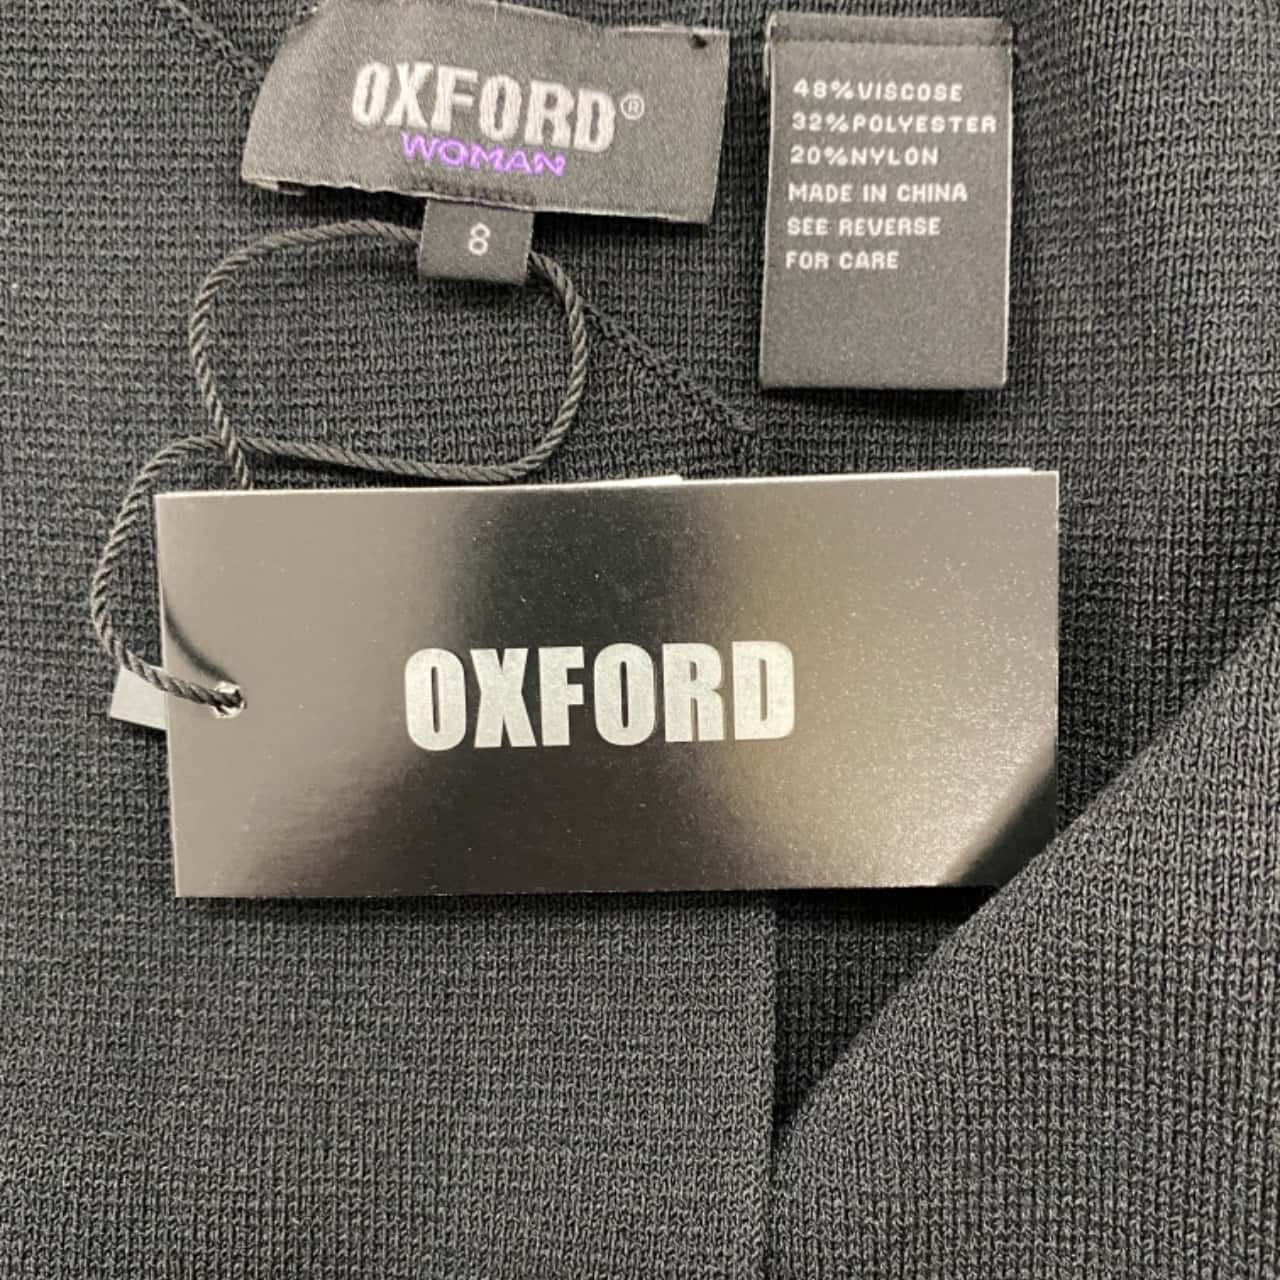 OXFORD®
WOMAN
8
48%VISCOSE
32%POLYESTER
20%NYLON
MADE IN CHINA
SEE REVERSE
FOR CARE
OXFORD